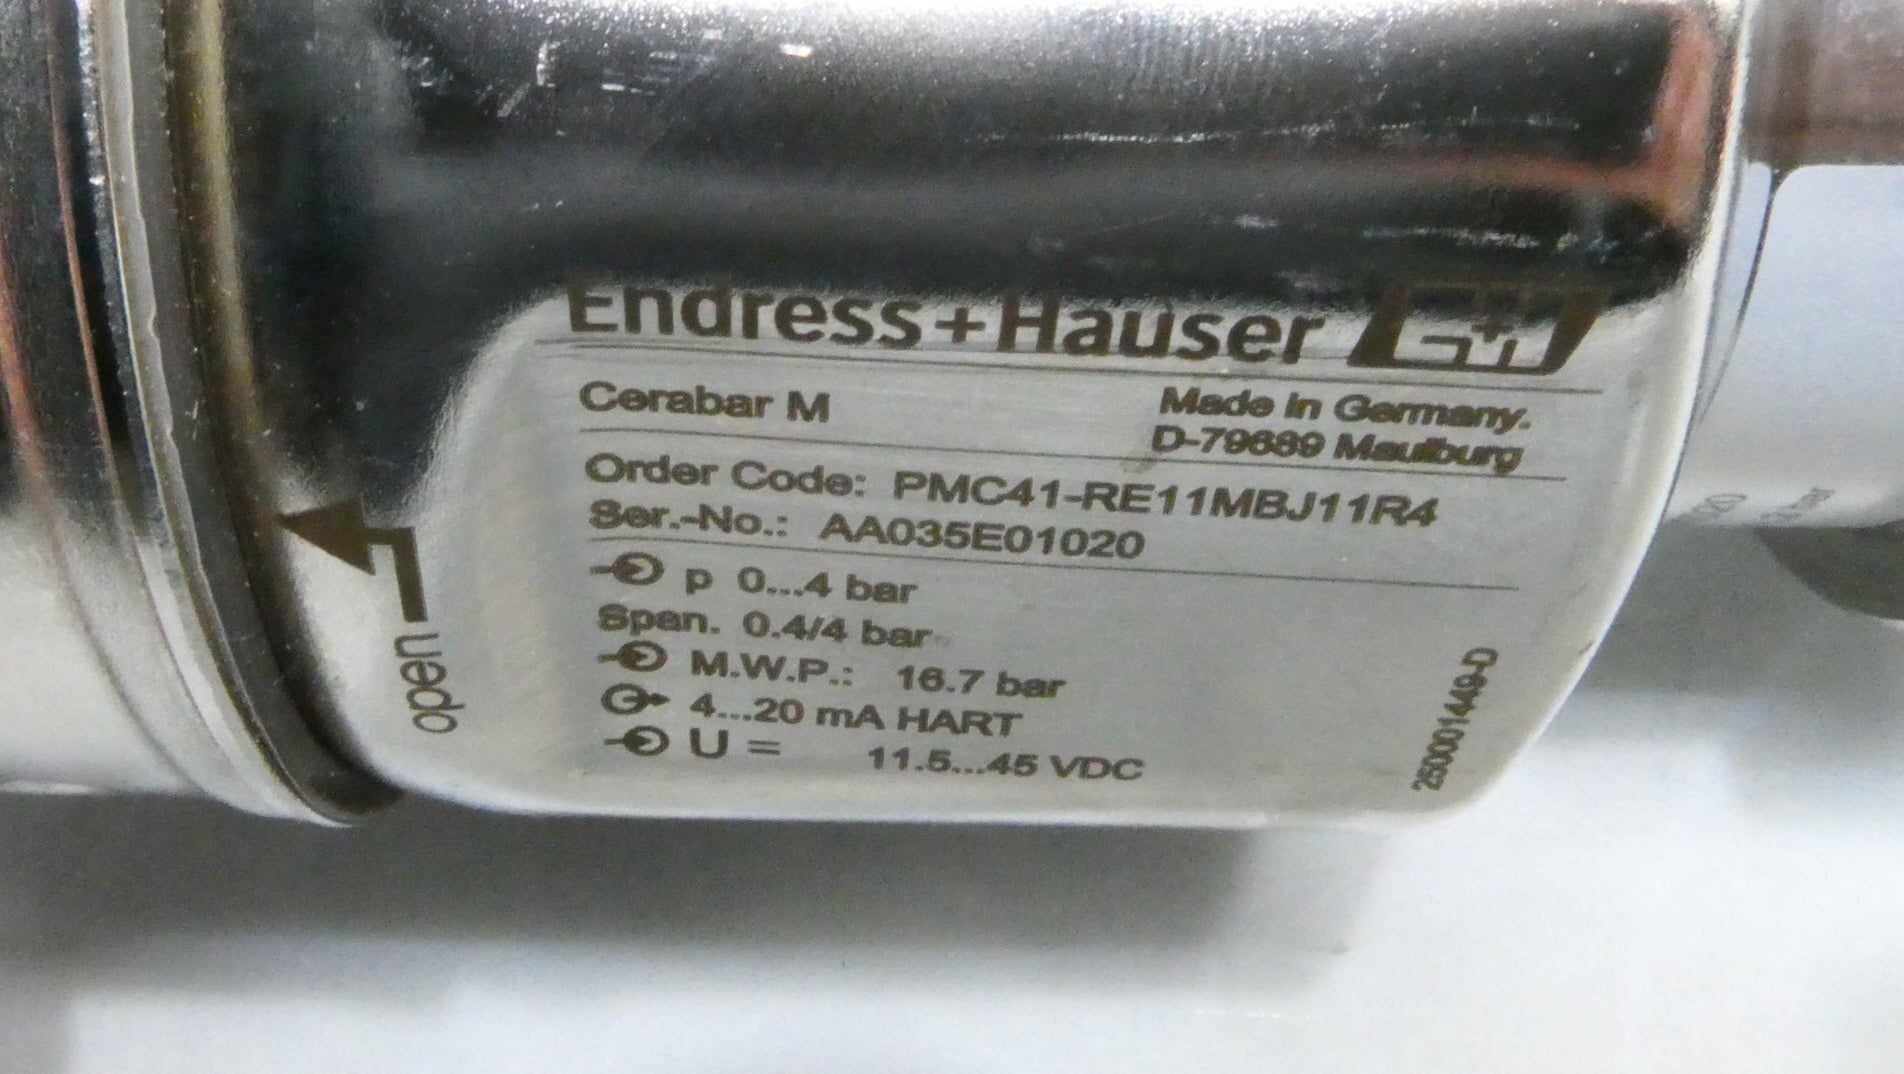 Endress+Hauser
Cerabar M
Made in Germany.
D-79689 Maulburg
Order Code: PMC41-RE11MBJ11R4
Ser.-No.: AA035E01020
p 0...4 bar
Span. 0.4/4 bar
M.W.P.: 16.7 bar
4...20 mA HART
U = 11.5...45 VDC
250001449-D
open